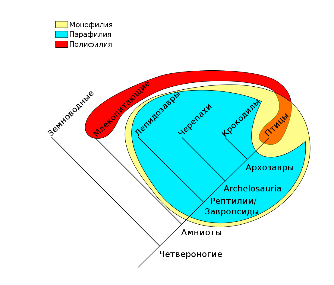 Монофилия
Парафилия
Полифилия
Земноводные
Млекопитающие
Лепидозавры
Черепахи
Крокодилы
Птицы
Архозавры
Archelosauria
Рептилии/
Завропсиды
Амниоты
Четвероногие